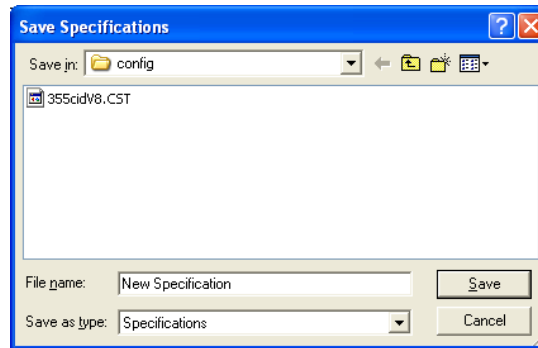 Save Specifications
Save in: config
355cidV8.CST
File name: New Specification
Save
Save as type: Specifications
Cancel